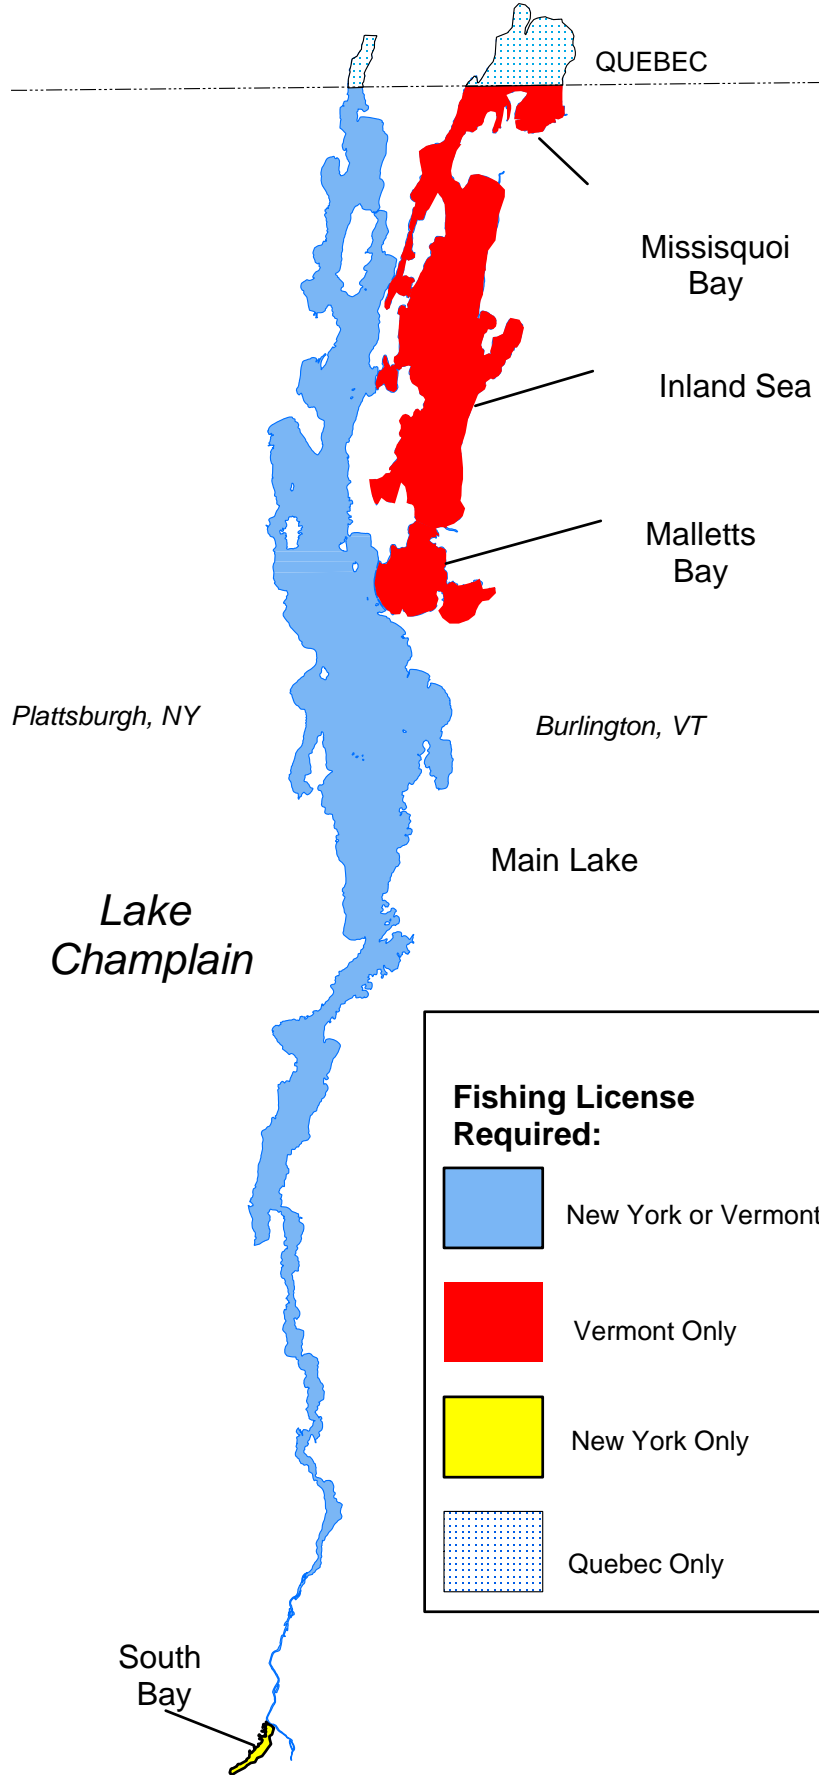 QUEBEC
Missisquoi
Bay
Inland Sea
Malletts
Bay
Plattsburgh, NY
Burlington, VT
Main Lake
Lake
Champlain
Fishing License
Required:
New York or Vermont
Vermont Only
New York Only
Quebec Only
South
Bay